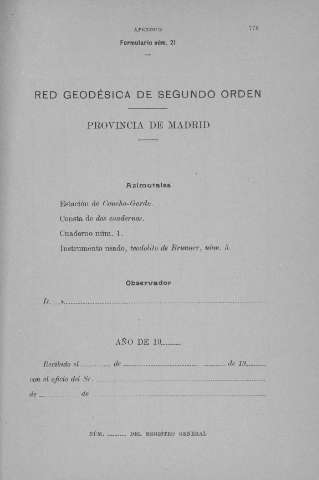 APÉNDICE
Formulario núm. 21
RED GEODÉSICA DE SEGUNDO ORDEN
PROVINCIA DE MADRID
Azimutales
Estación de Concha-Gorda.
Consta de dos cuadernos.
Cuaderno núm. 1.
Instrumento usado, teodolito de Brunner, núm. 5.
Observador
D.
AÑO DE 19
Recibido el de de 19
con el oficio del Sr.
de de
NÚM. DEL REGISTRO GENERAL